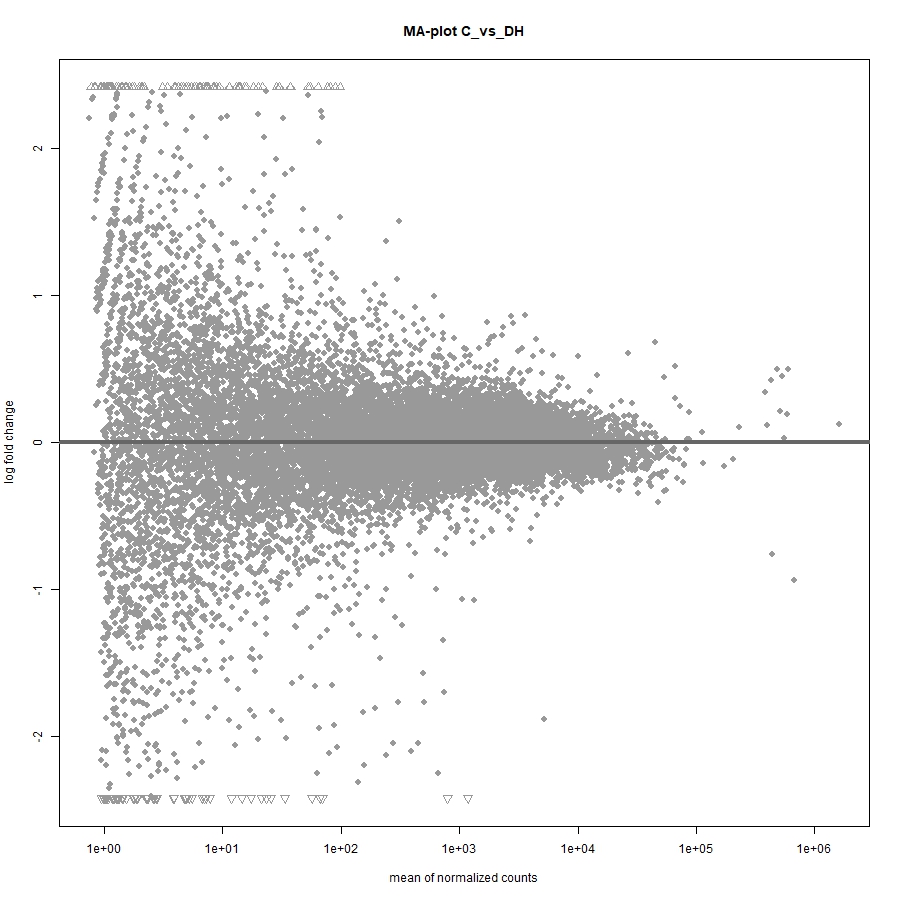 MA-plot C_vs_DH
2
1
0
-1
-2
log fold change
1e+00 1e+01 1e+02 1e+03 1e+04 1e+05 1e+06
mean of normalized counts